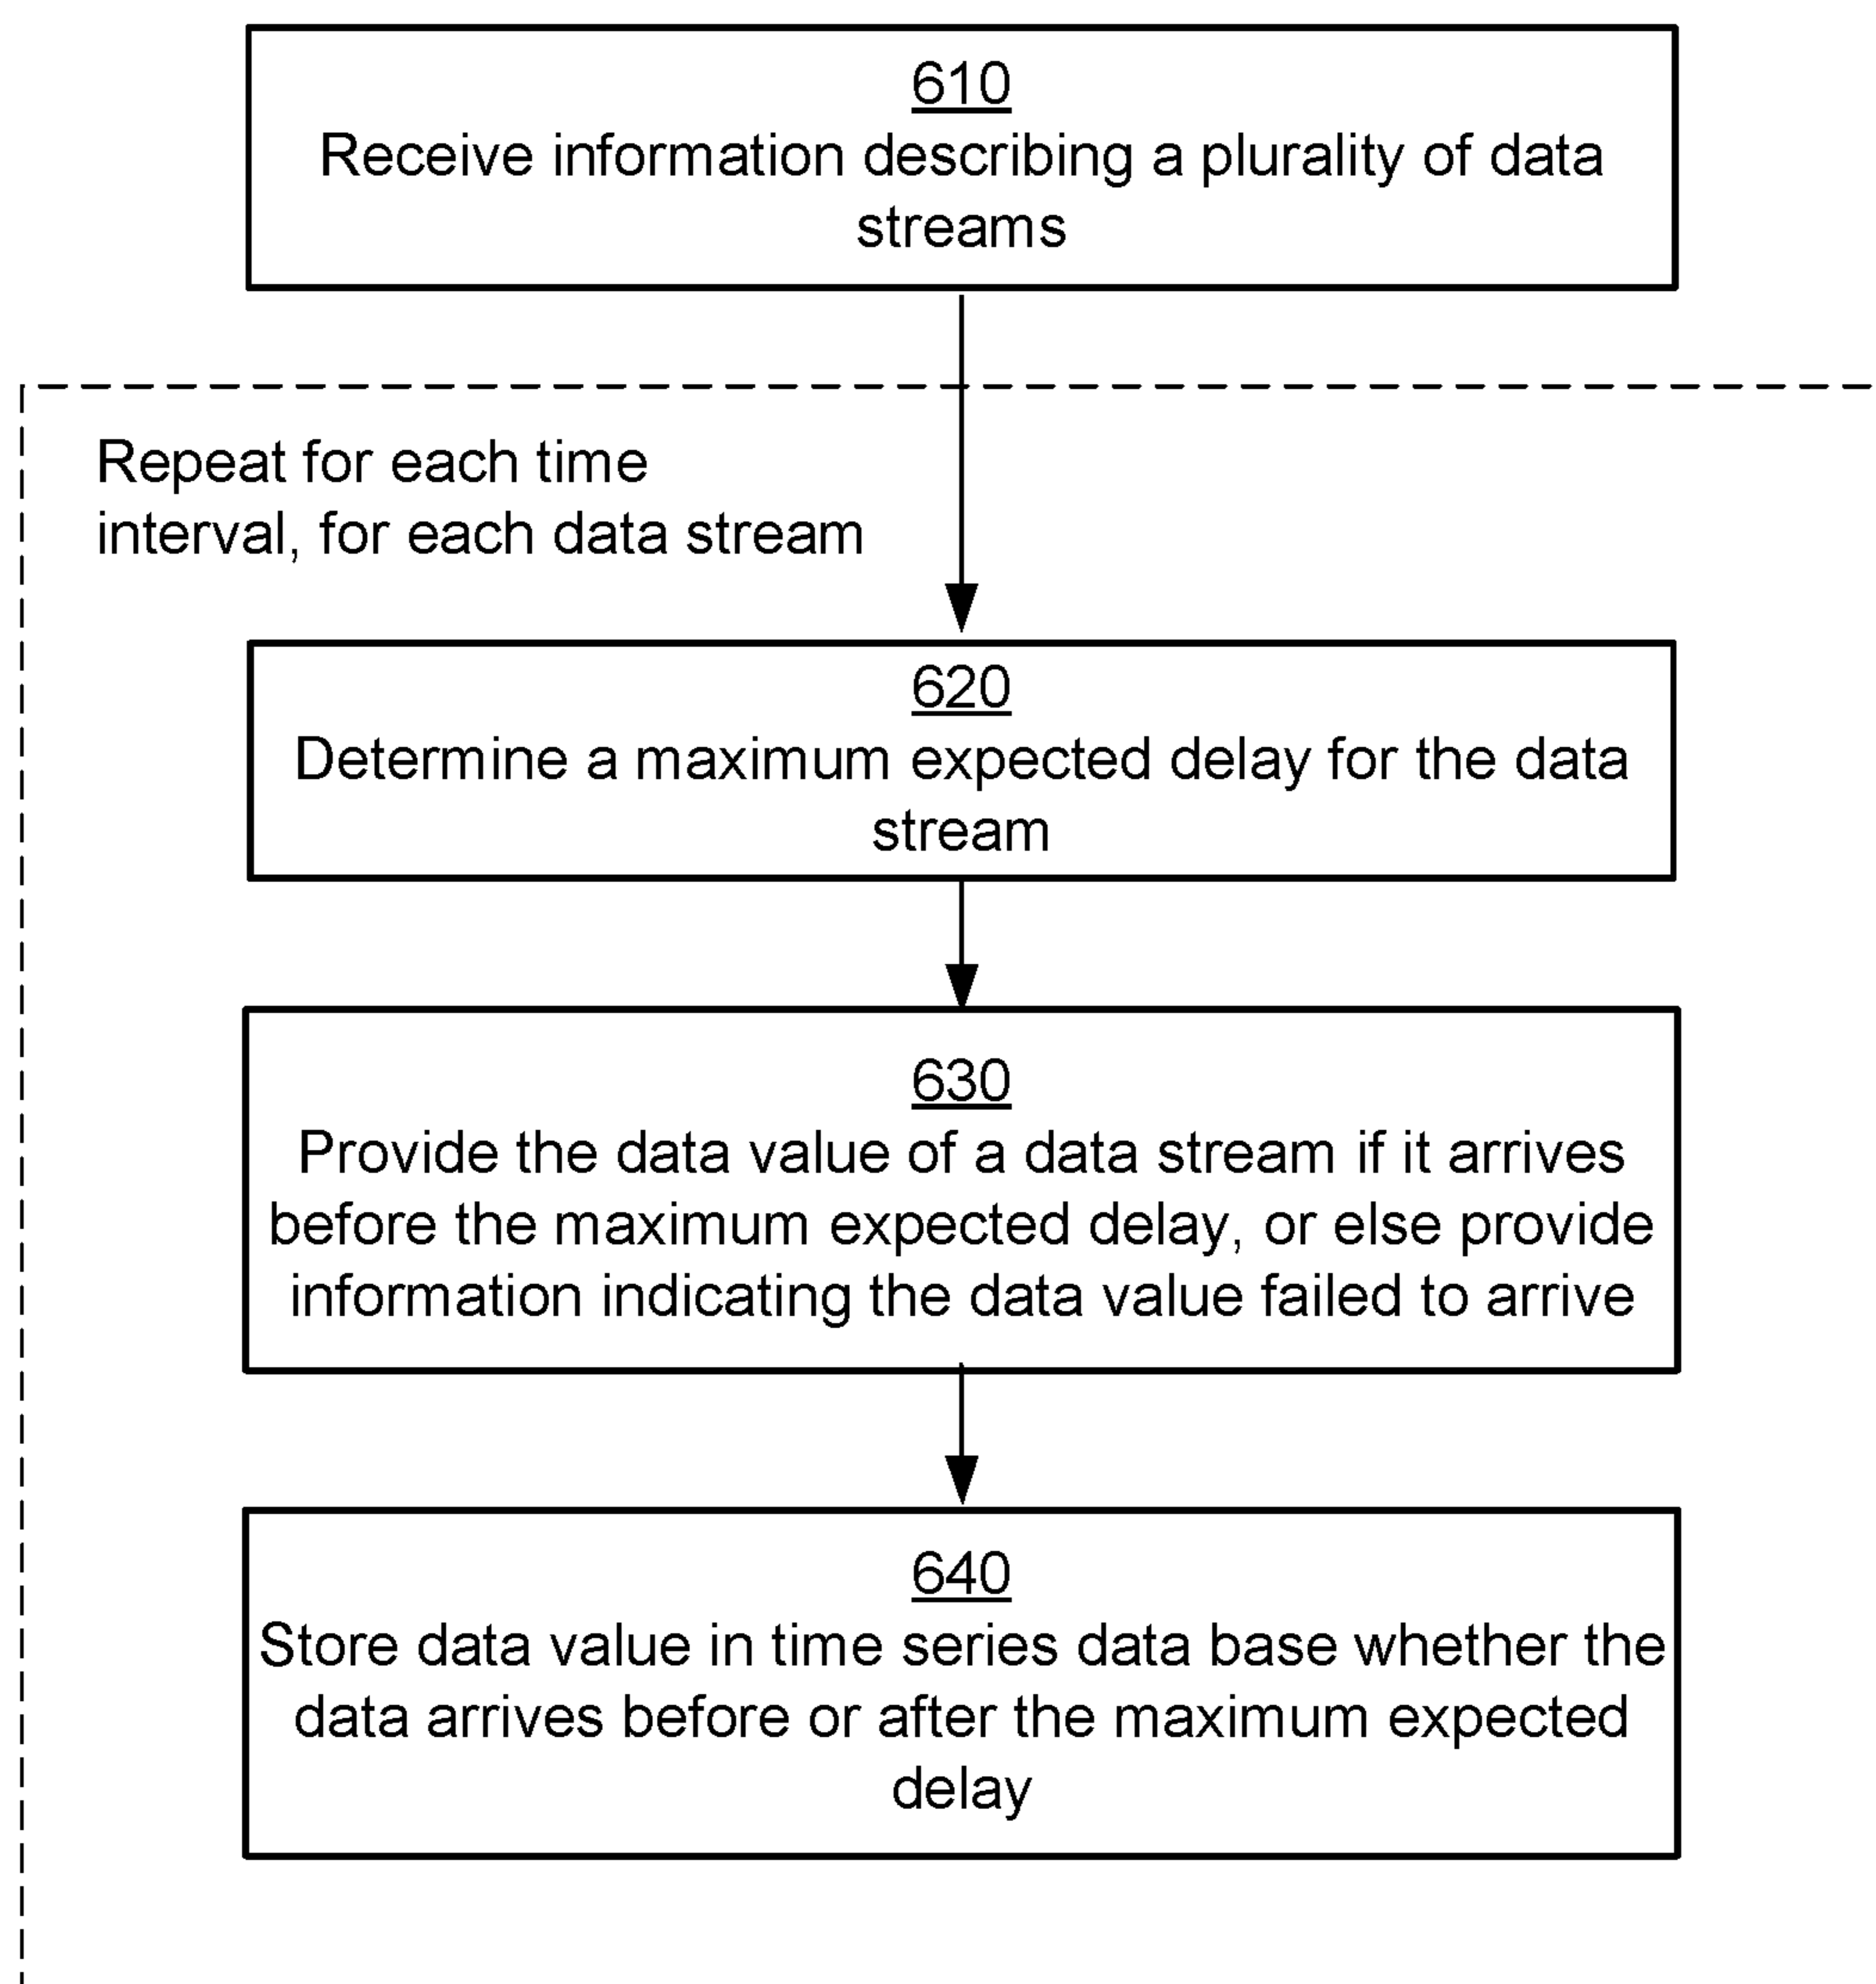 610
Receive information describing a plurality of data
streams
Repeat for each time
interval, for each data stream
620
Determine a maximum expected delay for the data
stream
630
Provide the data value of a data stream if it arrives
before the maximum expected delay, or else provide
information indicating the data value failed to arrive
640
Store data value in time series data base whether the
data arrives before or after the maximum expected
delay